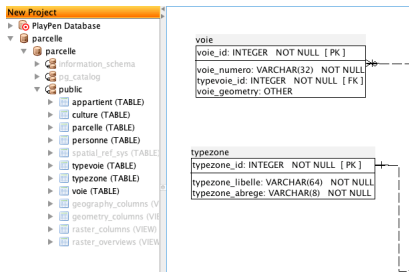 New Project
PlayPen Database
parcelle
parcelle
information_schema
pg_catalog
public
appartient (TABLE)
culture (TABLE)
parcelle (TABLE)
personne (TABLE)
spatial_ref_sys (TABLE
typevoie (TABLE)
typezone (TABLE)
voie (TABLE)
geography_columns (V
geometry_columns (VIE
raster_columns (VIEW)
raster_overviews (VIEW
voie
voie_id: INTEGER NOT NULL [ PK ]
voie_numero: VARCHAR(32) NOT NULL
typevoie_id: INTEGER NOT NULL [ FK ]
voie_geometry: OTHER
typezone
typezone_id: INTEGER NOT NULL [ PK ]
typezone_libelle: VARCHAR(64) NOT NULL
typezone_abrege: VARCHAR(8) NOT NULL